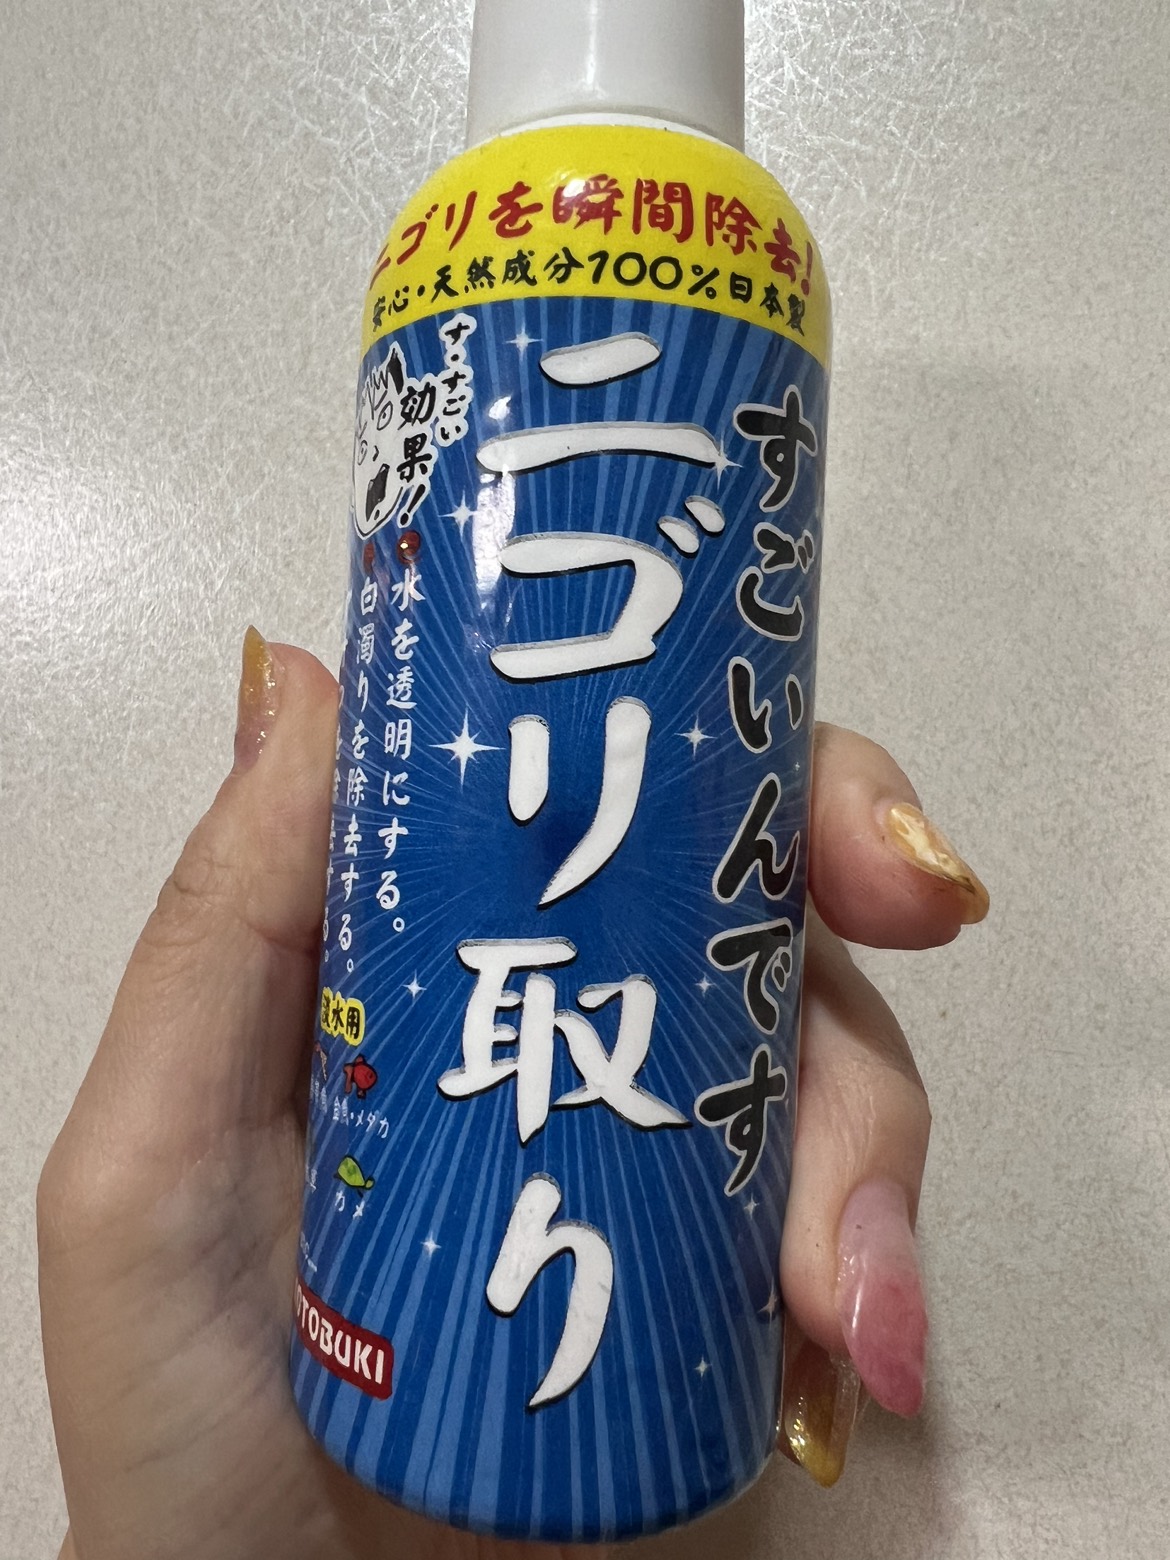 ニゴリを瞬間除去!
安心・天然成分100%日本製
すごいんです
ニゴリ取り
す・すごい
効果!!
水を透明にする。
白濁りを除去する。
淡水用
金魚・メダカ
カメ
OTOBUKI